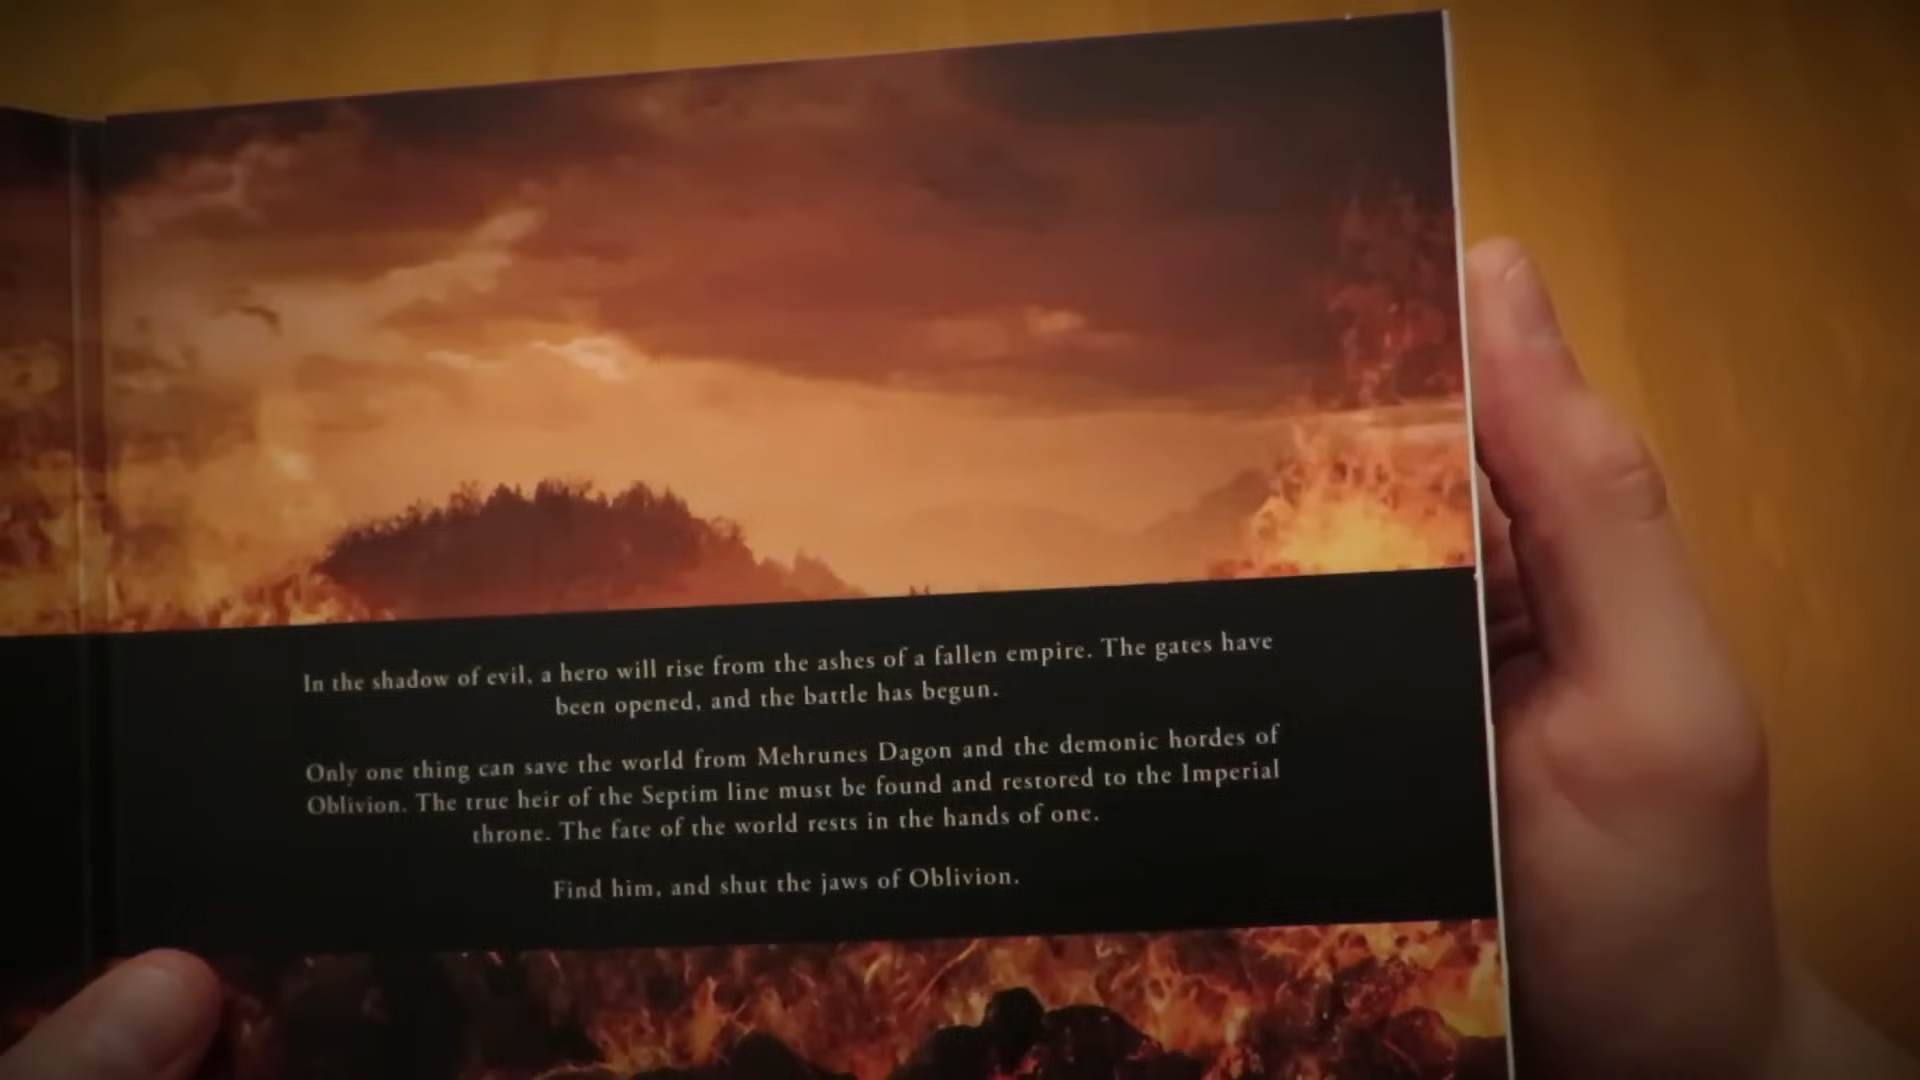 In the shadow of evil, a hero will rise from the ashes of a fallen empire. The gates have
been opened, and the battle has begun.
Only one thing can save the world from Mehrunes Dagon and the demonic hordes of
Oblivion. The true heir of the Septim line must be found and restored to the Imperial
throne. The fate of the world rests in the hands of one.
Find him, and shut the jaws of Oblivion.